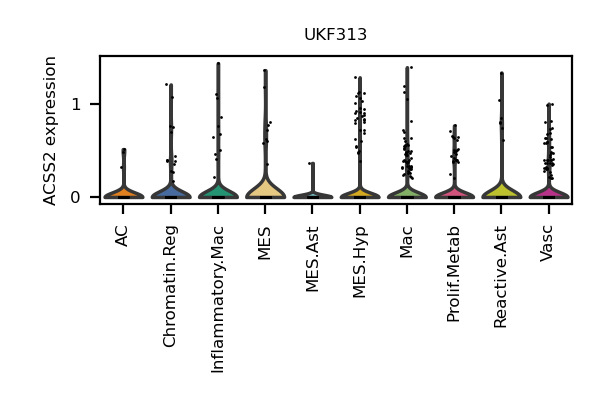 UKF313
ACSS2 expression
1
0
AC
Chromatin.Reg
Inflammatory.Mac
MES
MES.Ast
MES.Hyp
Mac
Prolif.Metab
Reactive.Ast
Vasc